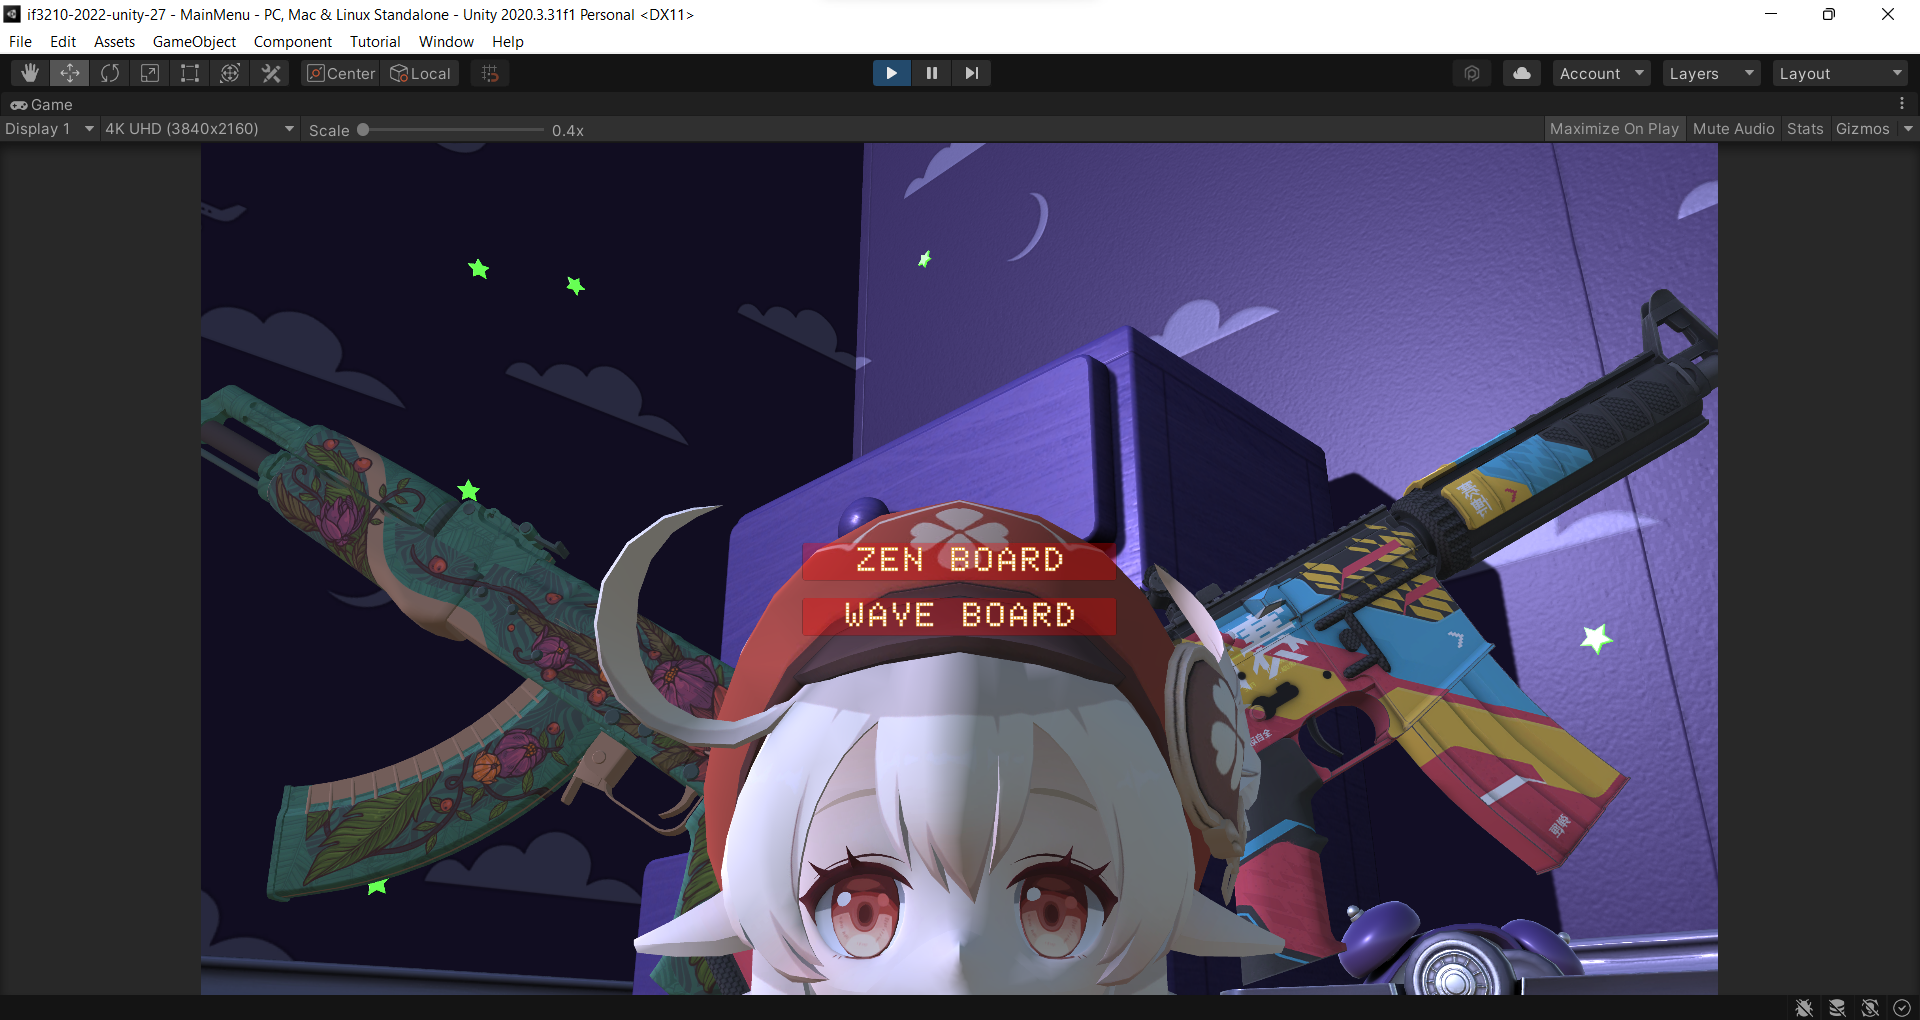 if3210-2022-unity-27 - MainMenu - PC, Mac & Linux Standalone - Unity 2020.3.31f1 Personal <DX11>
File Edit Assets GameObject Component Tutorial Window Help
Center Local Account Layers Layout
Game
Display 1 4K UHD (3840x2160) Scale 0.4x Maximize On Play Mute Audio Stats Gizmos
ZEN BOARD
WAVE BOARD